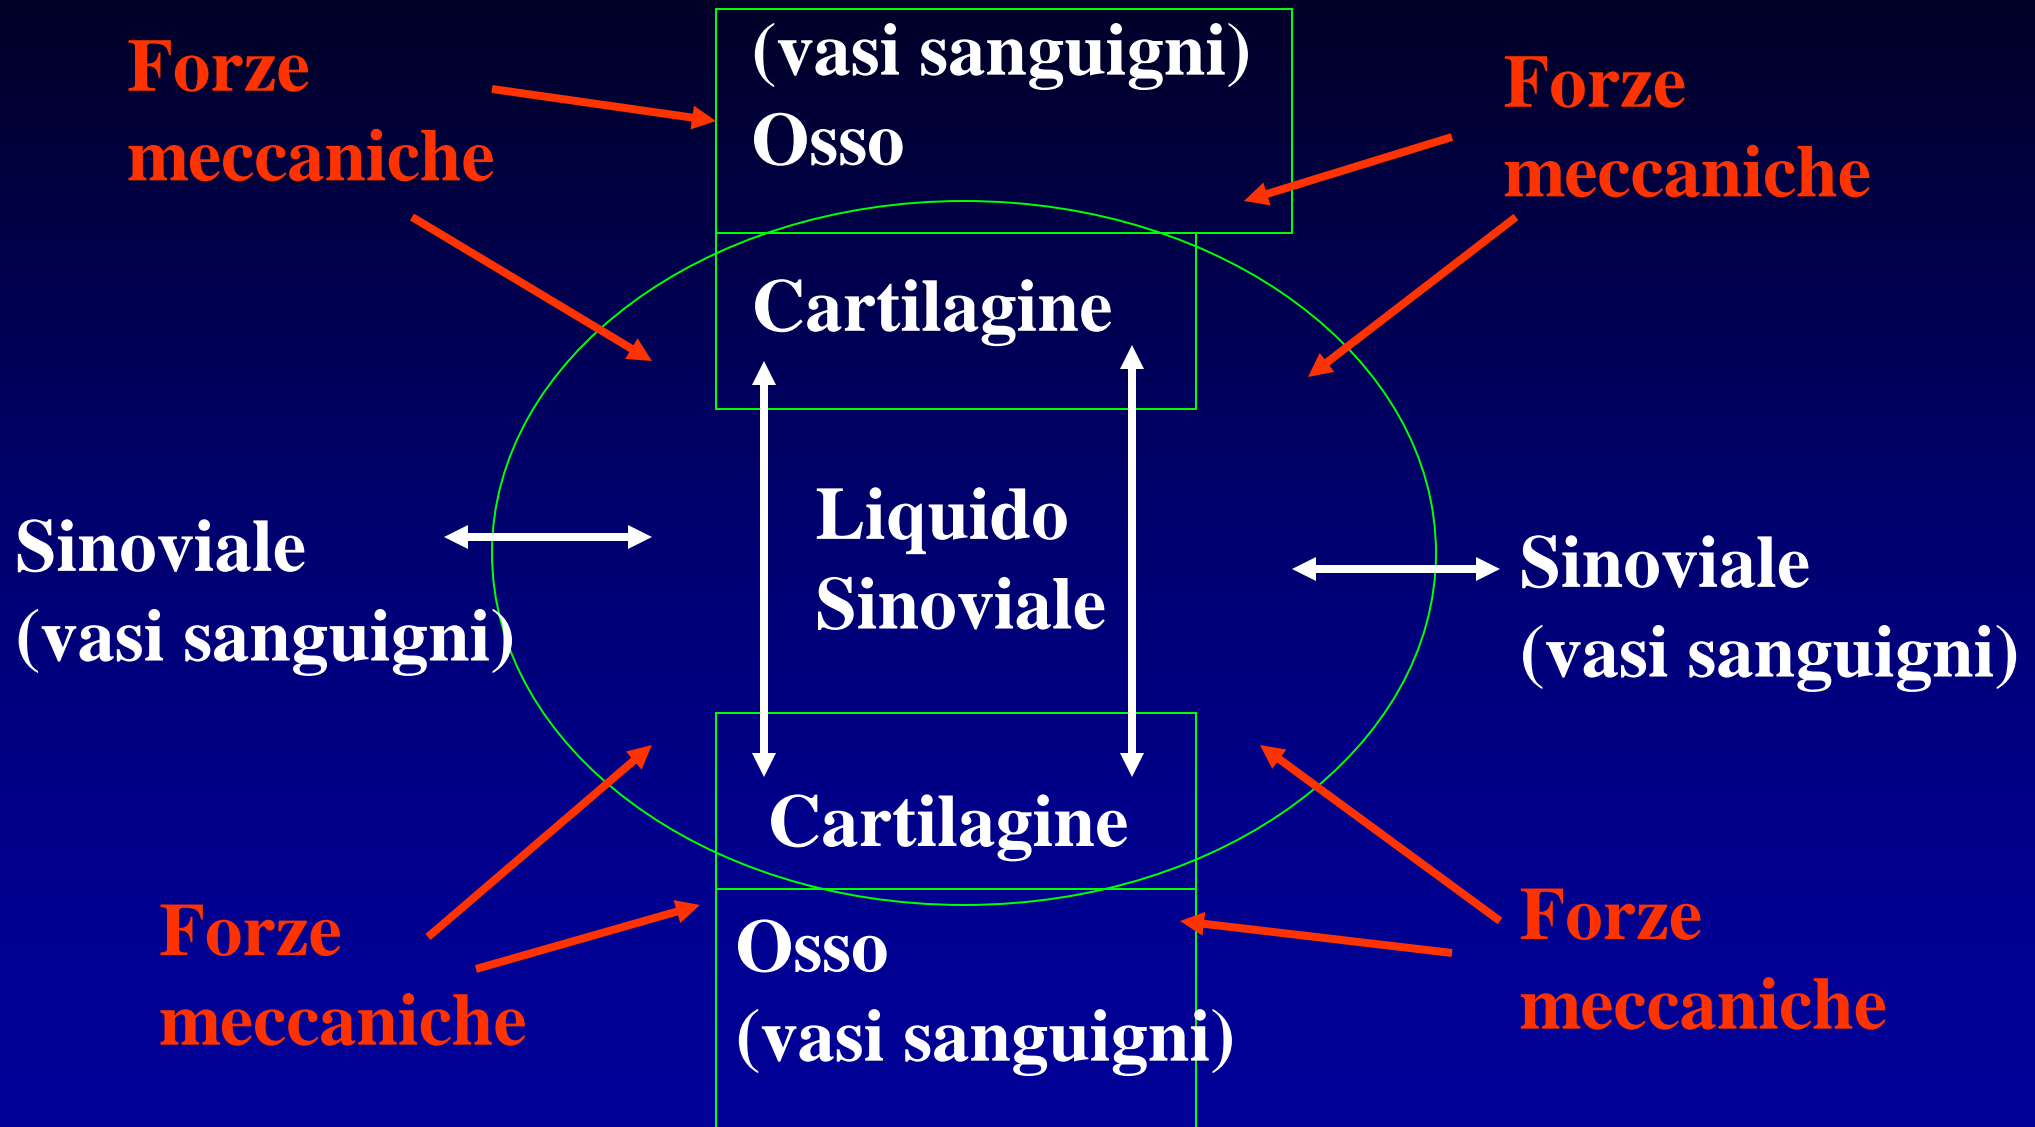 Forze
meccaniche
(vasi sanguigni)
Osso
Forze
meccaniche
Cartilagine
Sinoviale
(vasi sanguigni)
Liquido
Sinoviale
Sinoviale
(vasi sanguigni)
Cartilagine
Forze
meccaniche
Osso
(vasi sanguigni)
Forze
meccaniche